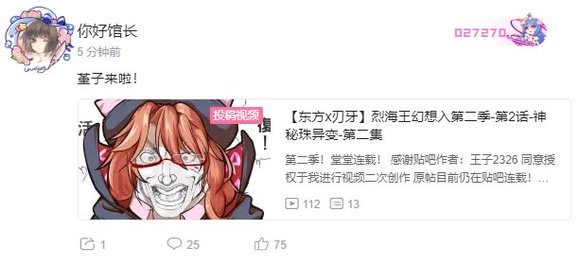 你好馆长
5 分钟前
027270
堇子来啦！
投稿视频
活
復！
【东方x刃牙】烈海王幻想入第二季-第2话-神
秘珠异变-第二集
第二季！堂堂连载！ 感谢贴吧作者：王子2326 同意授
权于我进行视频二次创作 原帖目前仍在贴吧连载！...
112
13
1
25
75